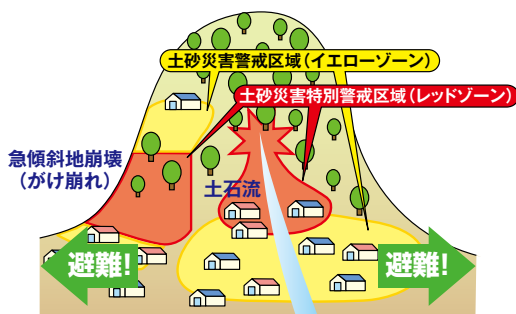 土砂災害警戒区域(イエローゾーン)
土砂災害特別警戒区域(レッドゾーン)
急傾斜地崩壊
(がけ崩れ)
土石流
避難!
避難!